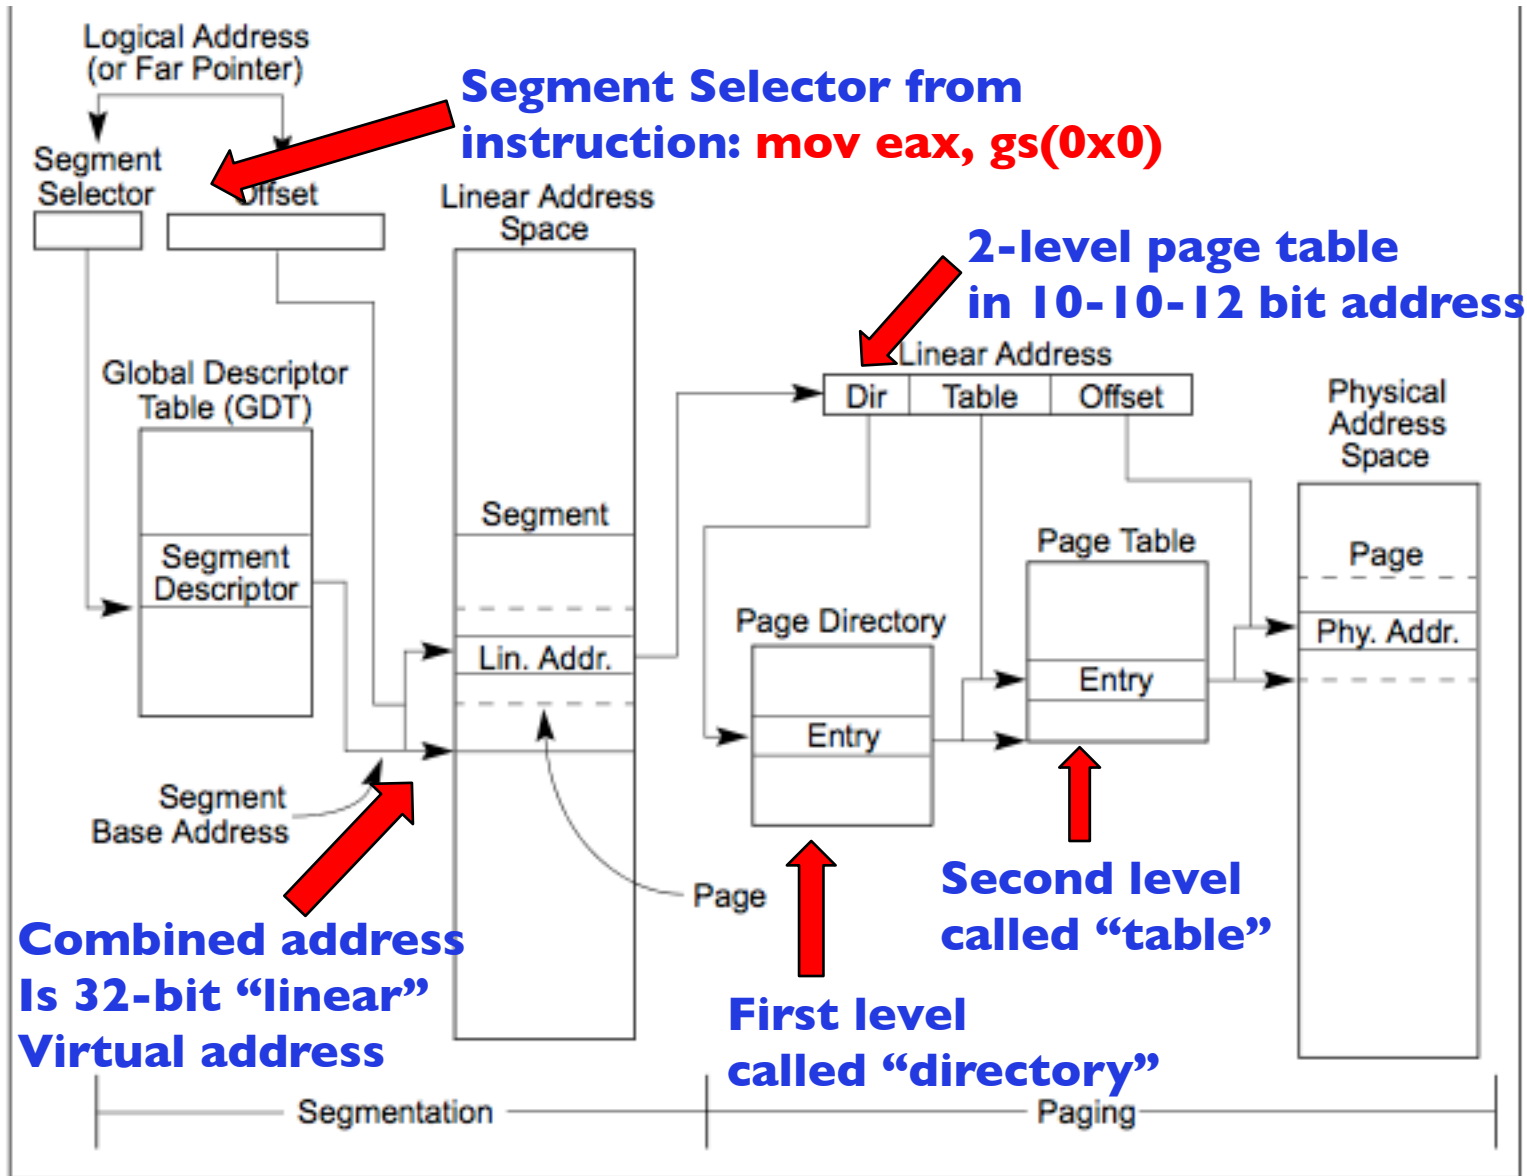 Logical Address
(or Far Pointer)
Segment Selector from
instruction: mov eax, gs(0x0)
Segment
Selector
Offset
Linear Address
Space
2-level page table
in 10-10-12 bit address
Linear Address
Dir
Table
Offset
Global Descriptor
Table (GDT)
Physical
Address
Space
Segment
Segment
Descriptor
Page Table
Page
Page Directory
Lin. Addr.
Phy. Addr.
Entry
Entry
Segment
Base Address
Page
Second level
called “table”
Combined address
Is 32-bit “linear”
Virtual address
First level
called “directory”
Segmentation
Paging